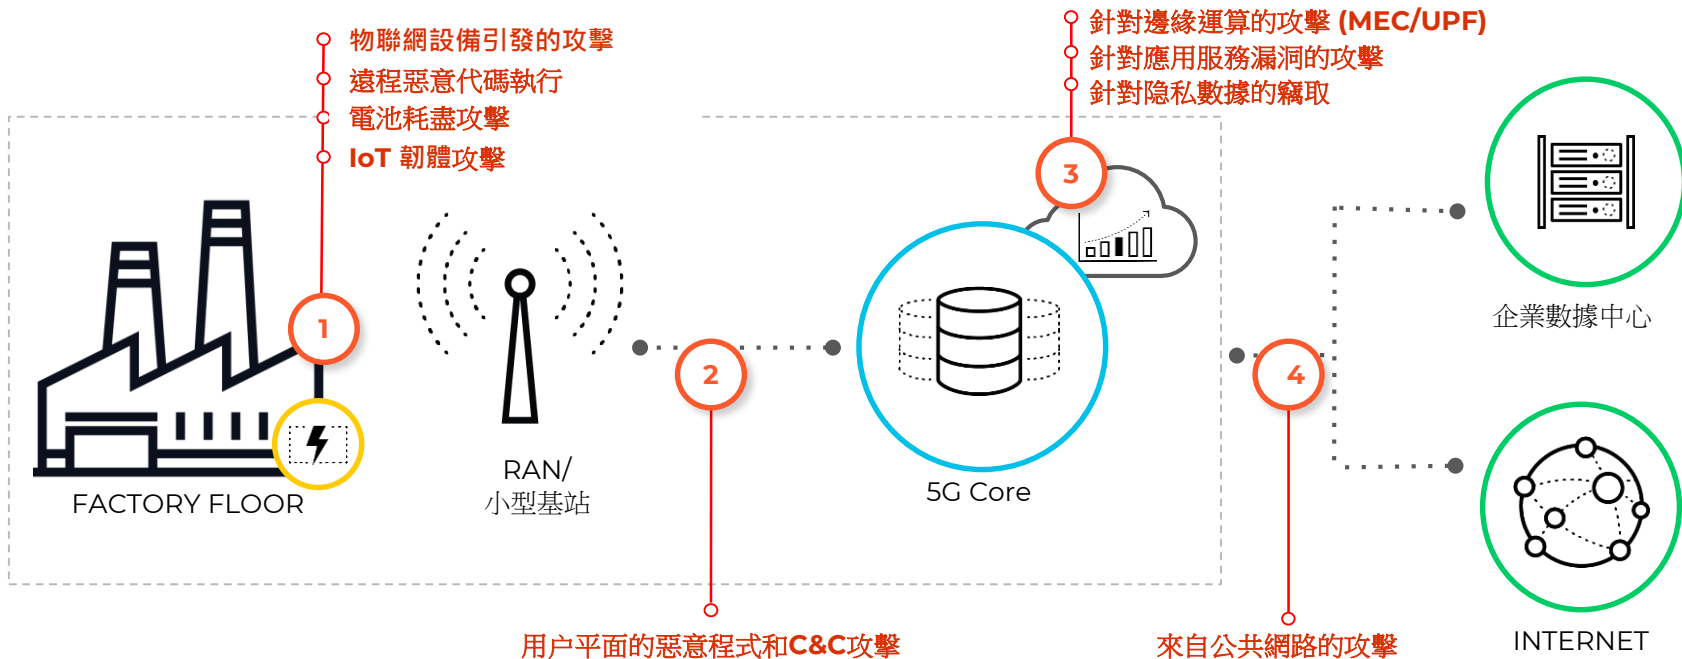 物聯網設備引發的攻擊
遠程惡意代碼執行
電池耗盡攻擊
IoT 韌體攻擊
針對邊緣運算的攻擊 (MEC/UPF)
針對應用服務漏洞的攻擊
針對隐私數據的竊取
3
1
2
4
企業數據中心
FACTORY FLOOR
RAN/
小型基站
5G Core
用户平面的惡意程式和C&C攻擊
來自公共網路的攻擊
INTERNET